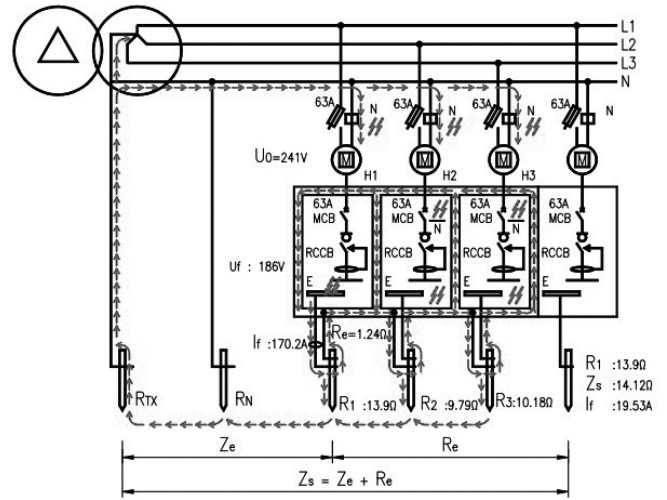 L1
L2
L3
N
63A N 63A N 63A N 63A N
U0=241V
M M M M
H1 H2 H3
63A MCB 63A MCB N 63A MCB N 63A MCB
RCCB RCCB RCCB RCCB
Uf : 186V
E E E E
Re=1.24Ω
If :170.2A
RTX RN R1 :13.9Ω R2 :9.79Ω R3:10.18Ω
R1 :13.9Ω
Zs :14.12Ω
If :19.53A
Ze Re
Zs = Ze + Re